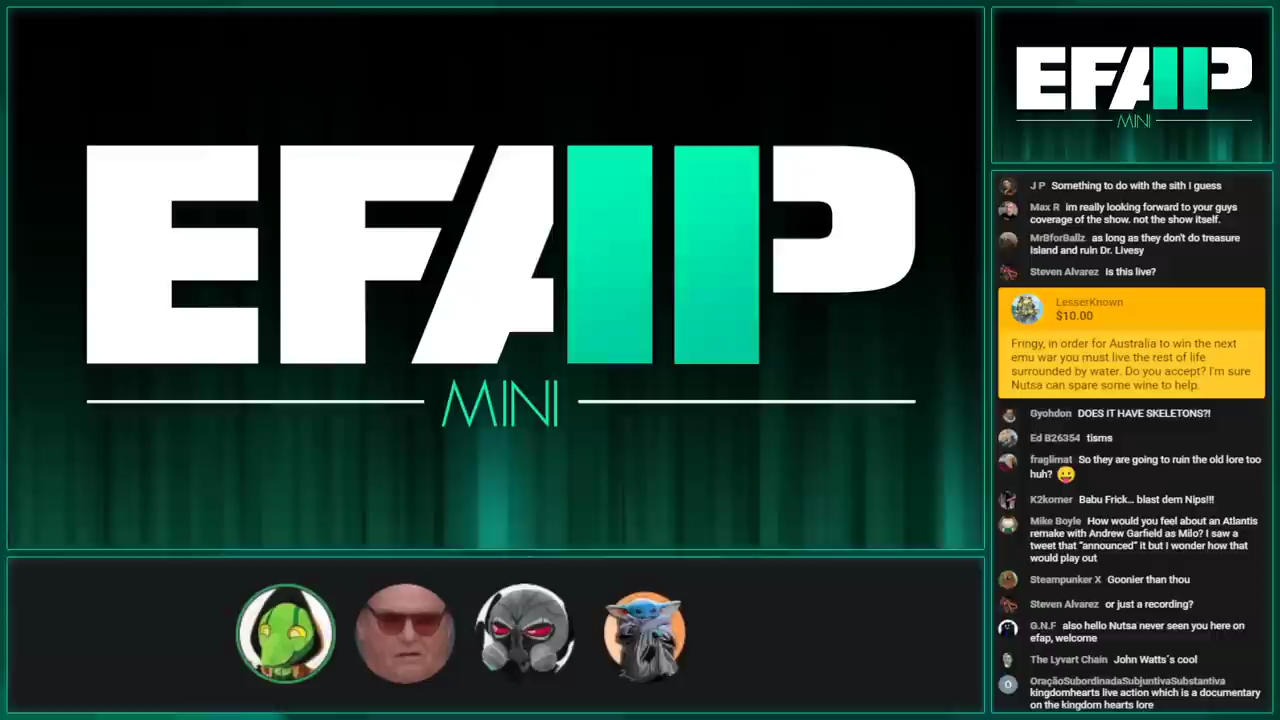 EFAP
MINI
EFAP
MINI
J P Something to do with the sith I guess
Max R im really looking forward to your guys
coverage of the show. not the show itself.
MrBforBallz as long as they don't do treasure
island and ruin Dr. Livesy
Steven Alvarez Is this live?
LesserKnown
$10.00
Fringy, in order for Australia to win the next
emu war you must live the rest of life
surrounded by water. Do you accept? I'm sure
Nutsa can spare some wine to help.
Gyohdon DOES IT HAVE SKELETONS?!
Ed B26354 tisms
fraglimat So they are going to ruin the old lore too
huh? 😛
K2korner Babu Frick... blast dem Nips!!!
Mike Boyle How would you feel about an Atlantis
remake with Andrew Garfield as Milo? I saw a
tweet that "announced" it but I wonder how that
would play out
Steampunker X Goonier than thou
Steven Alvarez or just a recording?
G.N.F also hello Nutsa never seen you here on
efap, welcome
The Lyvart Chain John Watts´s cool
O
OraçãoSubordinadaSubjuntivaSubstantiva
kingdomhearts live action which is a documentary
on the kingdom hearts lore